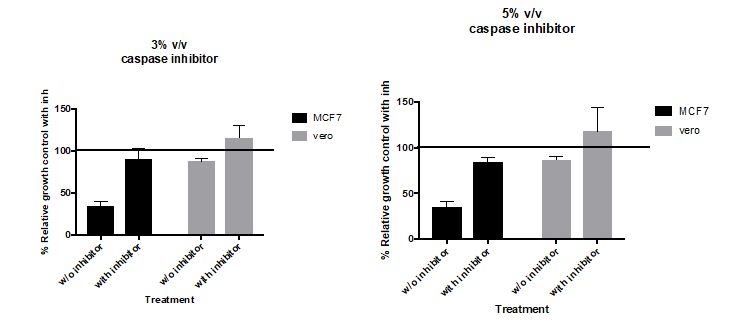 3% v/v
caspase inhibitor
% Relative growth control with inh
150
100
50
0
w/o inhibitor
with inhibitor
w/o inhibitor
with inhibitor
Treatment
MCF7
vero
5% v/v
caspase inhibitor
% Relative growth control with inh
150
100
50
0
w/o inhibitor
with inhibitor
w/o inhibitor
with inhibitor
Treatment
MCF7
vero